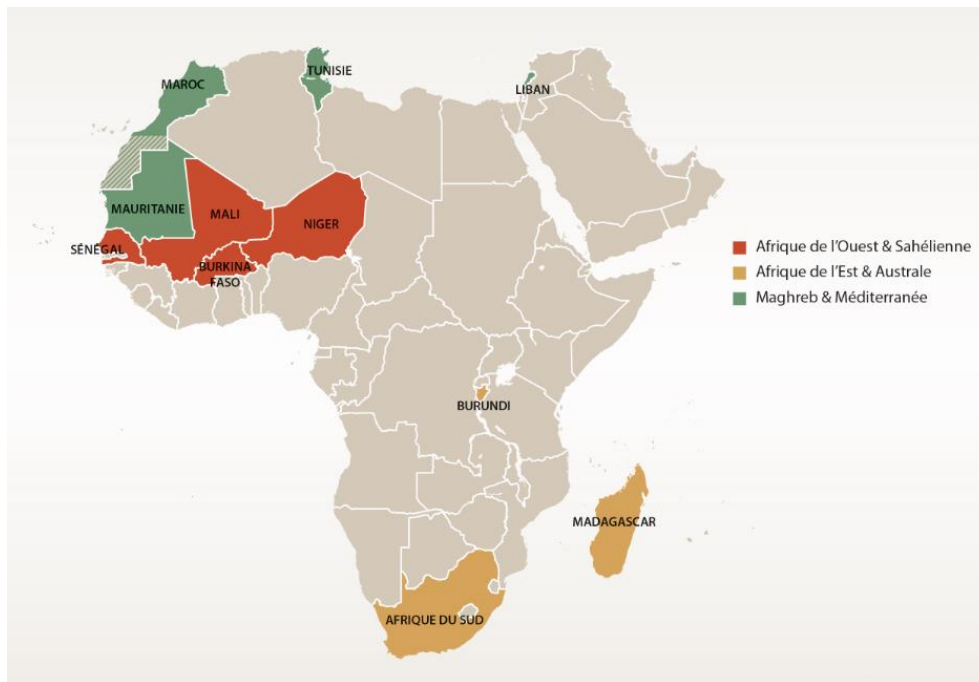 TUNISIE
MAROC
LIBAN
MAURITANIE
MALI
NIGER
SÉNÉGAL
BURKINA
FASO
Afrique de l'Ouest & Sahélienne
Afrique de l'Est & Australe
Maghreb & Méditerranée
BURUNDI
MADAGASCAR
AFRIQUE DU SUD